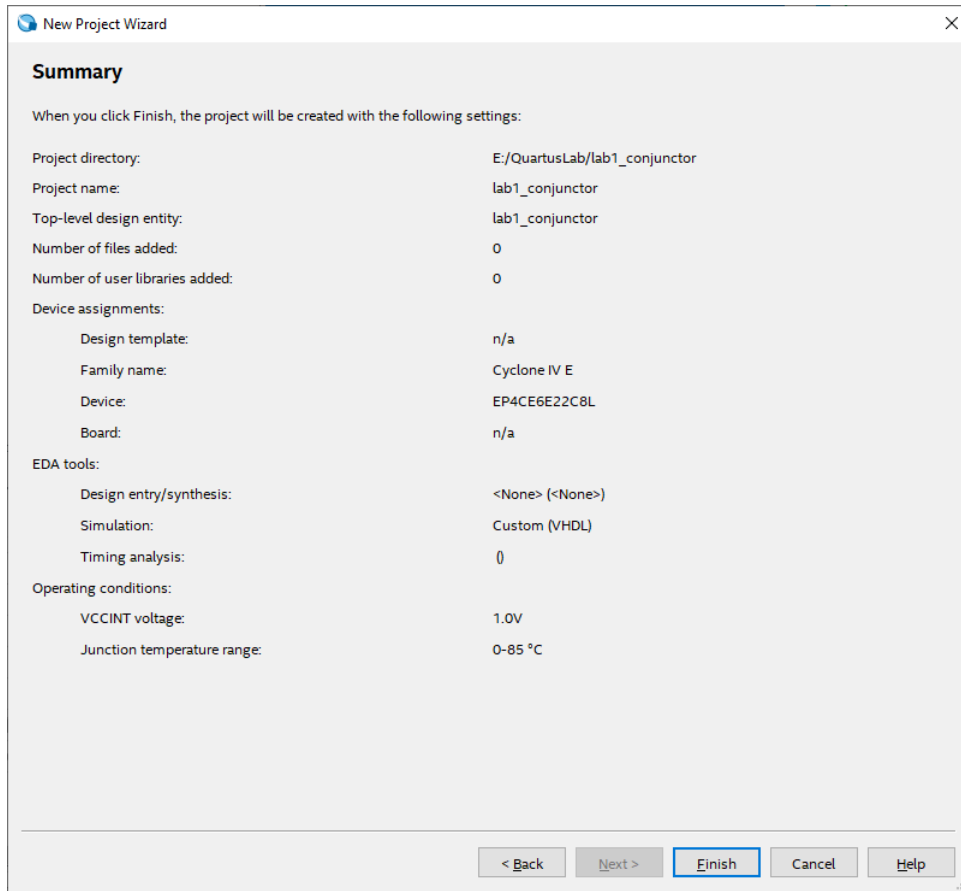 New Project Wizard
Summary
When you click Finish, the project will be created with the following settings:
Project directory: E:/QuartusLab/lab1_conjunctor
Project name: lab1_conjunctor
Top-level design entity: lab1_conjunctor
Number of files added: 0
Number of user libraries added: 0
Device assignments:
Design template: n/a
Family name: Cyclone IV E
Device: EP4CE6E22C8L
Board: n/a
EDA tools:
Design entry/synthesis: <None> (<None>)
Simulation: Custom (VHDL)
Timing analysis: ()
Operating conditions:
VCCINT voltage: 1.0V
Junction temperature range: 0-85 °C
< Back Next > Finish Cancel Help